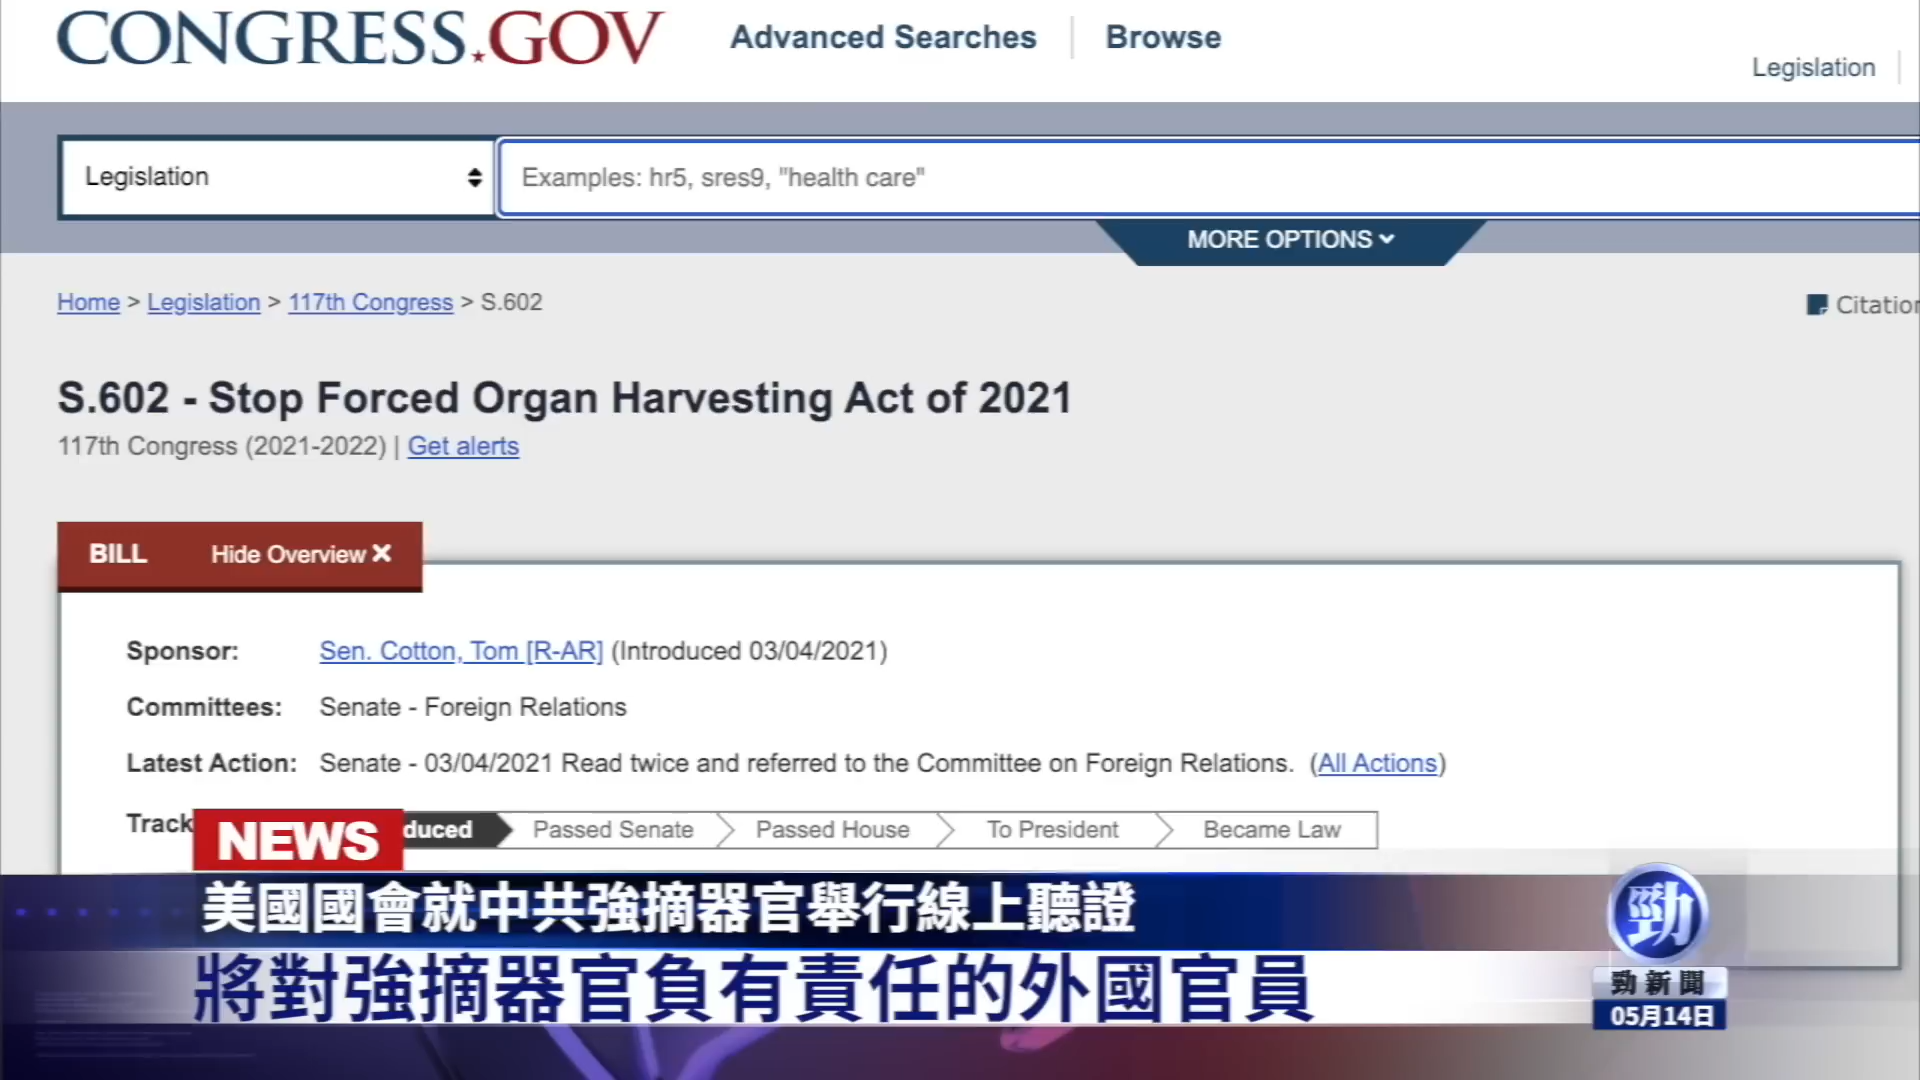 CONGRESS.GOV
Advanced Searches
Browse
Legislation
Legislation
Examples: hr5, sres9, "health care"
MORE OPTIONS
Home > Legislation > 117th Congress > S.602
Citation
S.602 - Stop Forced Organ Harvesting Act of 2021
117th Congress (2021-2022) | Get alerts
BILL
Hide Overview
Sponsor: Sen. Cotton, Tom [R-AR] (Introduced 03/04/2021)
Committees: Senate - Foreign Relations
Latest Action: Senate - 03/04/2021 Read twice and referred to the Committee on Foreign Relations. (All Actions)
Track duced Passed Senate Passed House To President Became Law
NEWS
美國國會就中共強摘器官舉行線上聽證
將對強摘器官負有責任的外國官員
勁
勁新聞
05月14日